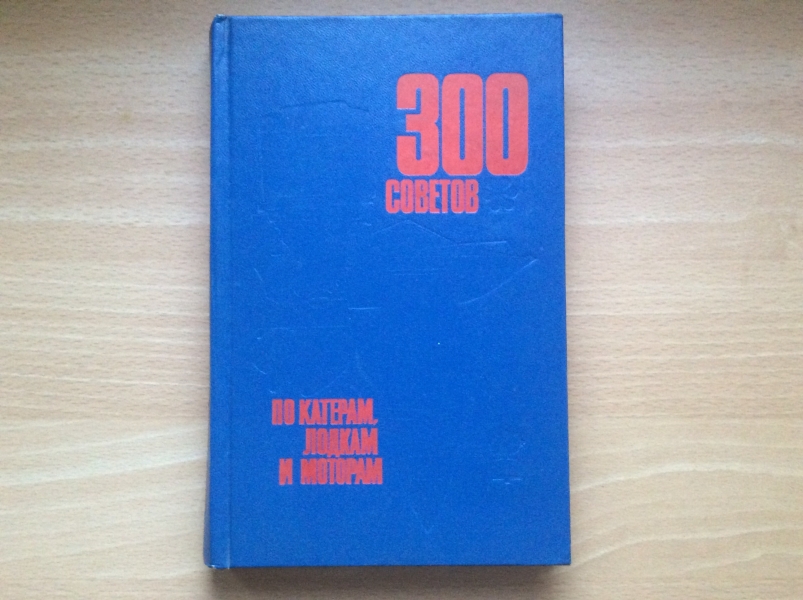 300
СОВЕТОВ
ПО КАТЕРАМ,
ЛОДКАМ
И МОТОРАМ